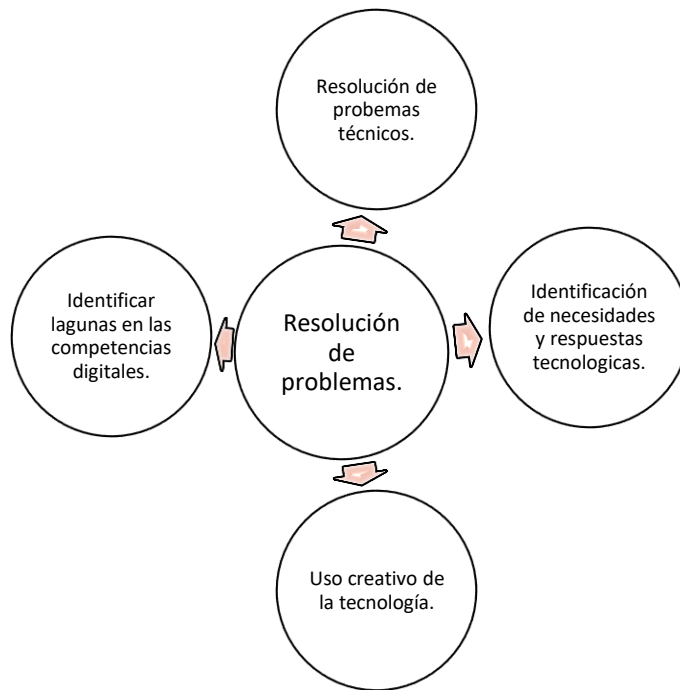 Resolución de
probemas
técnicos.
Identificar
lagunas en las
competencias
digitales.
Resolución
de
problemas.
Identificación
de necesidades
y respuestas
tecnologicas.
Uso creativo de
la tecnología.